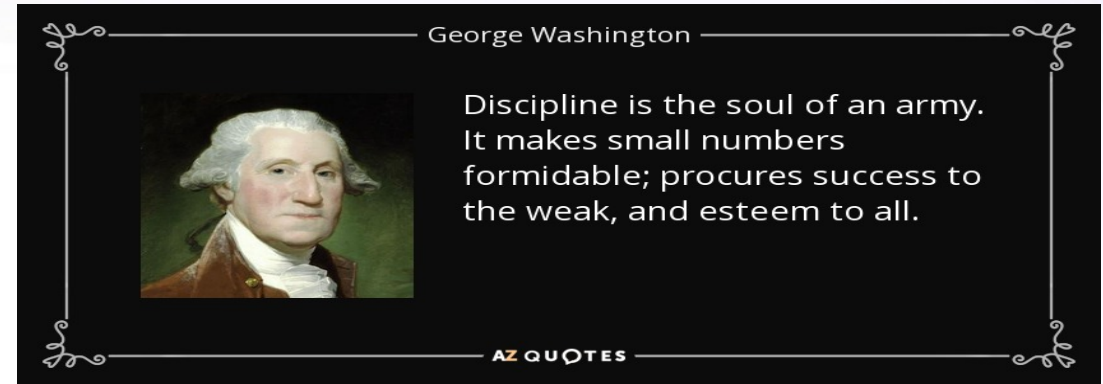 George Washington
Discipline is the soul of an army.
It makes small numbers
formidable; procures success to
the weak, and esteem to all.
AZ QUOTES